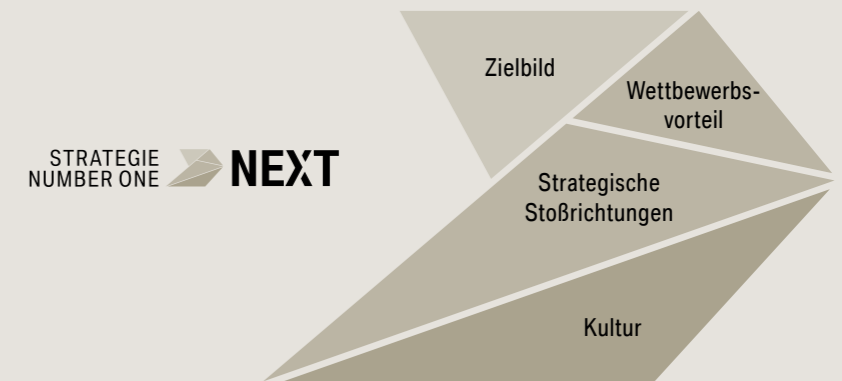 STRATEGIE
NUMBER ONE
NEXT
Zielbild
Wettbewerbs-
vorteil
Strategische
Stoßrichtungen
Kultur